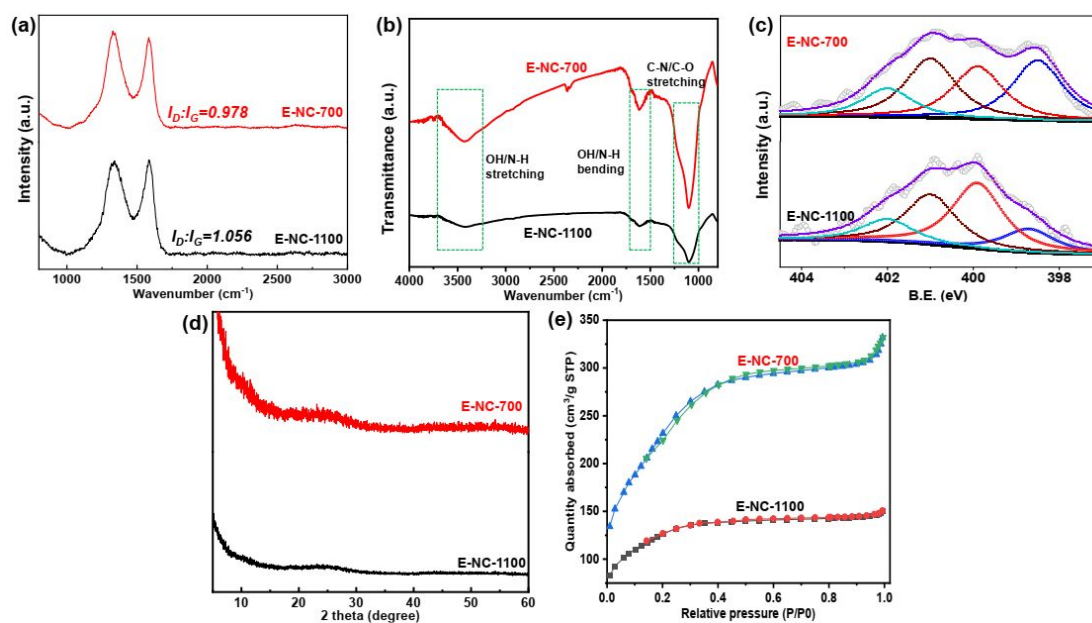 (a)
E-NC-700
I_D:I_G=0.978
I_D:I_G=1.056
E-NC-1100
Intensity (a.u.)
1000 1500 2000 2500 3000
Wavenumber (cm⁻¹)
(b)
E-NC-700
C-N/C-O
stretching
OH/N-H
stretching
OH/N-H
bending
E-NC-1100
Transmittance (a.u.)
4000 3500 3000 2500 2000 1500 1000
Wavenumber (cm⁻¹)
(c)
E-NC-700
E-NC-1100
Intensity (a.u.)
404 402 400 398
B.E. (eV)
(d)
E-NC-700
E-NC-1100
10 20 30 40 50 60
2 theta (degree)
(e)
350
300
250
200
150
100
E-NC-700
E-NC-1100
Quantity absorbed (cm³/g STP)
0.0 0.2 0.4 0.6 0.8 1.0
Relative pressure (P/P0)